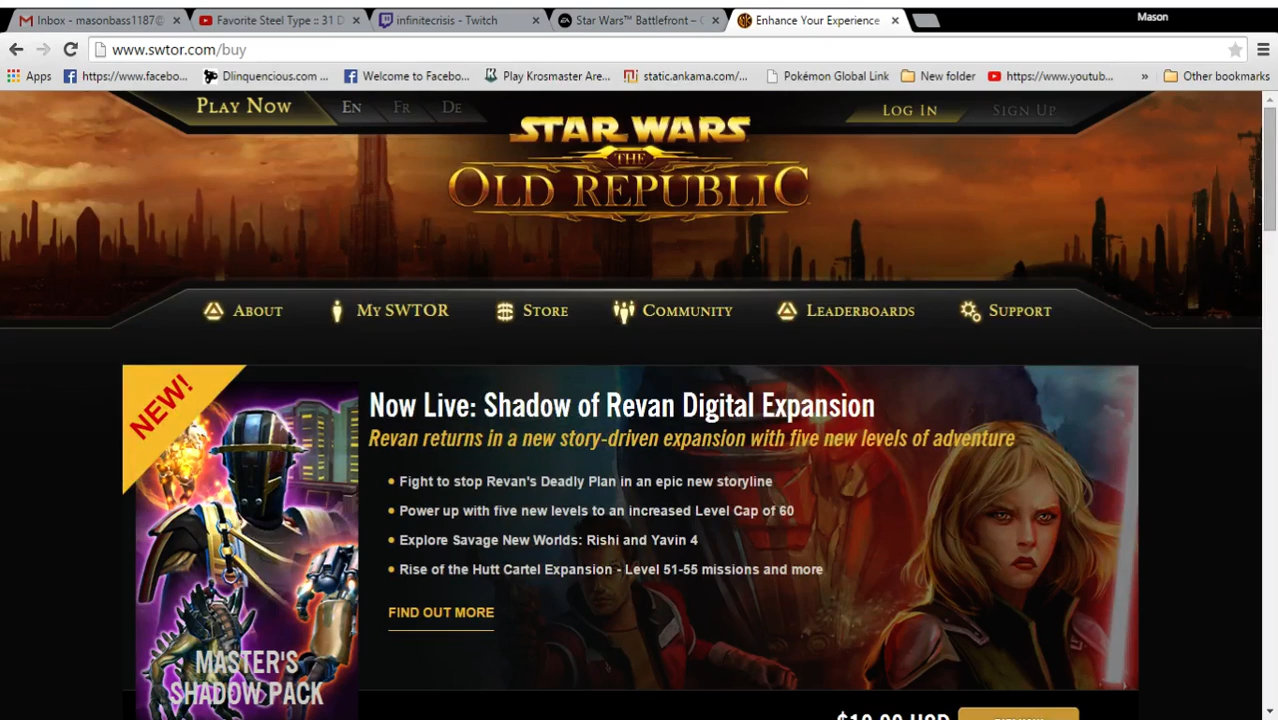 Inbox - masonbass1187@
Favorite Steel Type :: 31 D
infinitecrisis - Twitch
Star Wars™ Battlefront –
Enhance Your Experience
Mason
www.swtor.com/buy
Apps
https://www.facebo...
Dlinquencious.com ...
Welcome to Facebo...
Play Krosmaster Are...
static.ankama.com/...
Pokémon Global Link
New folder
https://www.youtub...
»
Other bookmarks
PLAY NOW
EN
FR
DE
LOG IN
SIGN UP
STAR WARS
THE
OLD REPUBLIC
ABOUT
MY SWTOR
STORE
COMMUNITY
LEADERBOARDS
SUPPORT
NEW!
Now Live: Shadow of Revan Digital Expansion
Revan returns in a new story-driven expansion with five new levels of adventure
• Fight to stop Revan's Deadly Plan in an epic new storyline
• Power up with five new levels to an increased Level Cap of 60
• Explore Savage New Worlds: Rishi and Yavin 4
• Rise of the Hutt Cartel Expansion - Level 51-55 missions and more
FIND OUT MORE
MASTER'S
SHADOW PACK